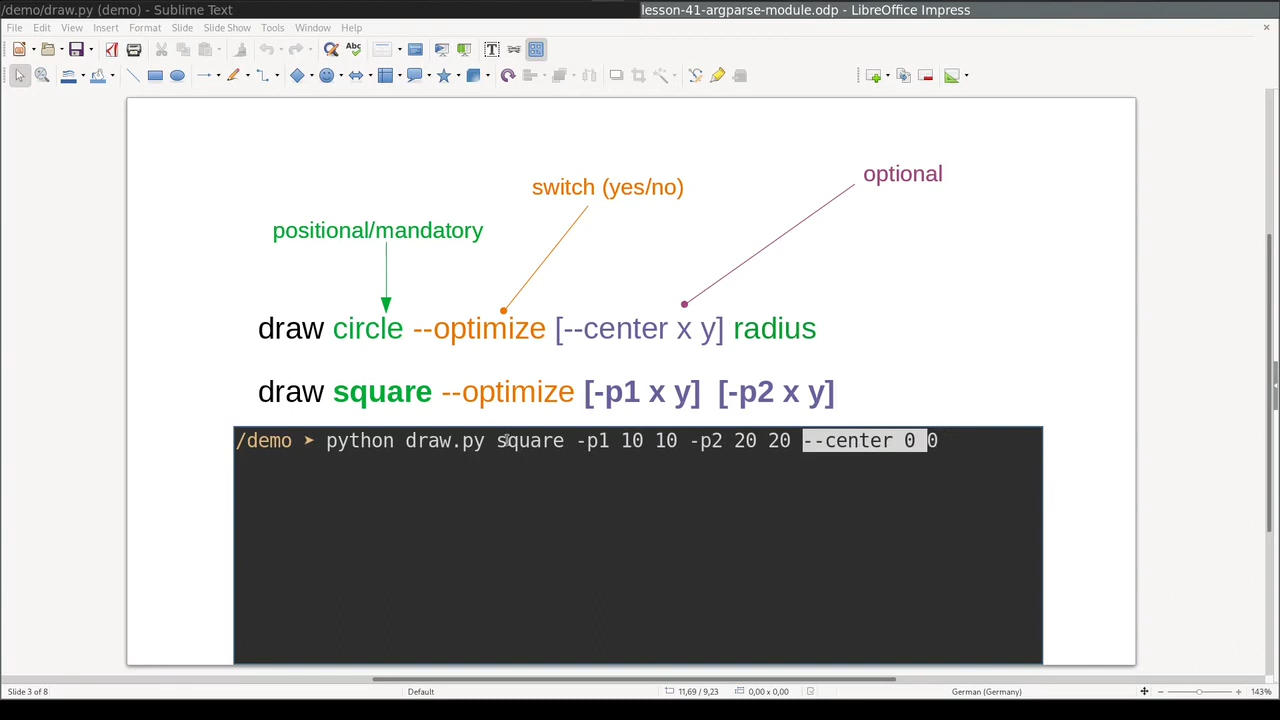 /demo/draw.py (demo) - Sublime Text
lesson-41-argparse-module.odp - LibreOffice Impress
File Edit View Insert Format Slide Slide Show Tools Window Help
optional
switch (yes/no)
positional/mandatory
draw circle --optimize [--center x y] radius
draw square --optimize [-p1 x y] [-p2 x y]
/demo ➤ python draw.py square -p1 10 10 -p2 20 20 --center 0 0
Slide 3 of 8 Default 11,69 / 9,23 0,00 x 0,00 German (Germany) 143%